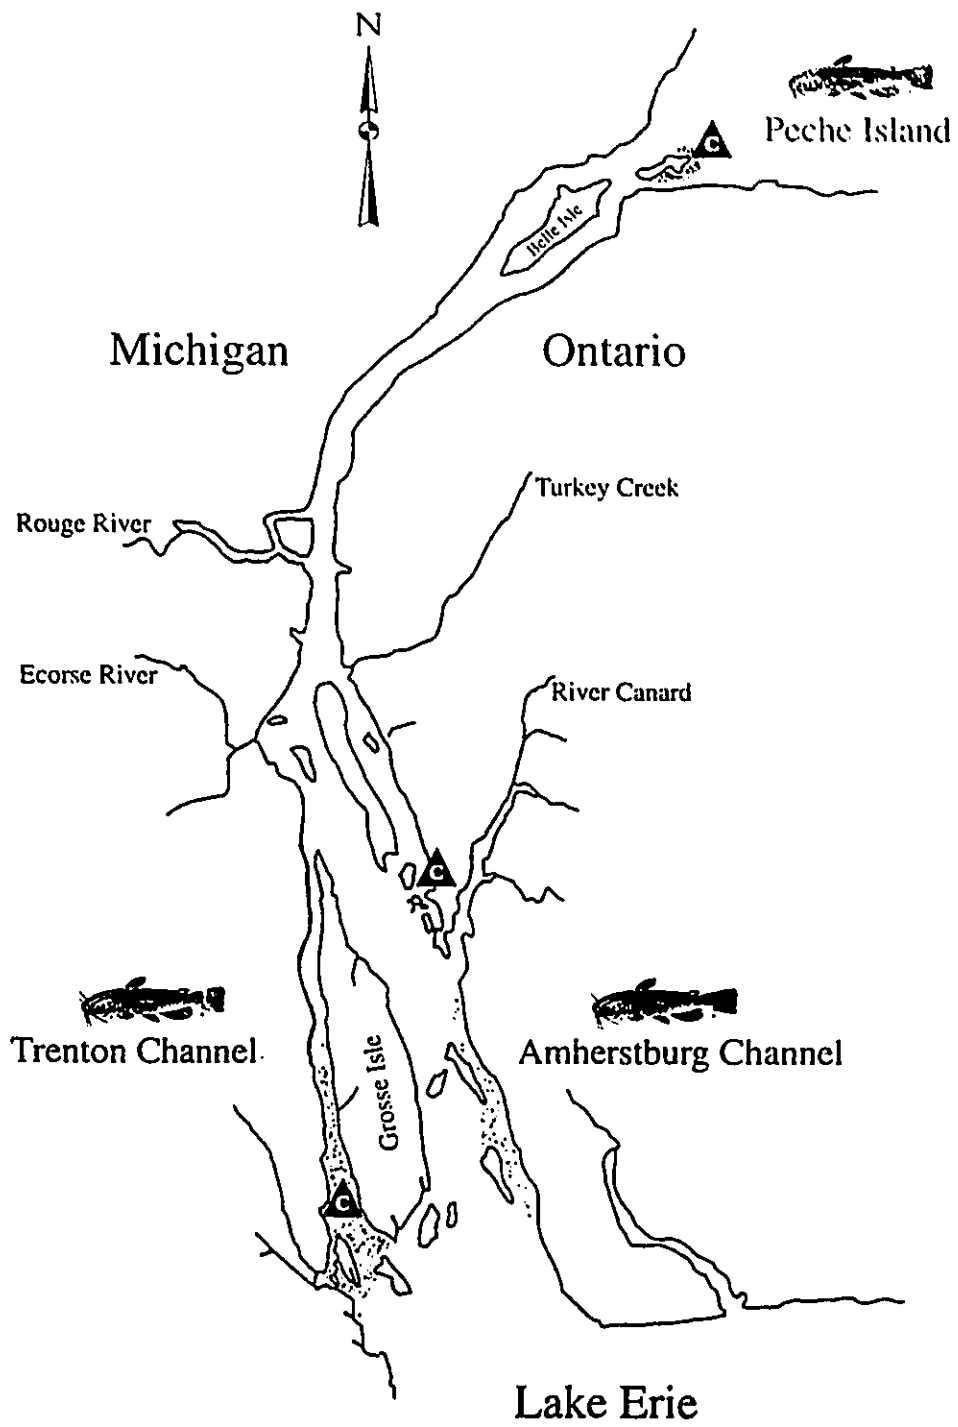 N
Peche Island
C
Belle Isle
Michigan
Ontario
Turkey Creek
Rouge River
Ecorse River
River Canard
C
Trenton Channel
Amherstburg Channel
Grosse Isle
C
Lake Erie